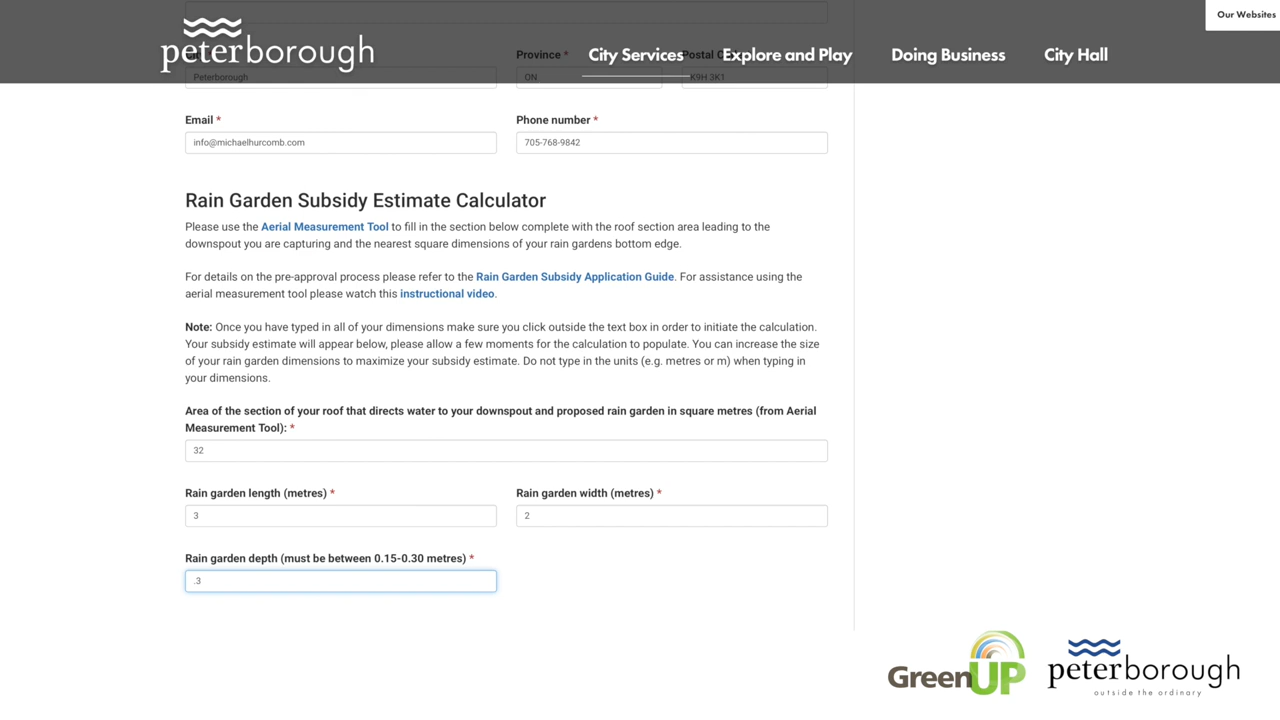 Our Websites
peterborough
City Services
Explore and Play
Doing Business
City Hall
Province *
Postal
Peterborough
ON
K9H 3K1
Email *
Phone number *
info@michaelhurcomb.com
705-768-9842
Rain Garden Subsidy Estimate Calculator
Please use the Aerial Measurement Tool to fill in the section below complete with the roof section area leading to the
downspout you are capturing and the nearest square dimensions of your rain gardens bottom edge.
For details on the pre-approval process please refer to the Rain Garden Subsidy Application Guide. For assistance using the
aerial measurement tool please watch this instructional video.
Note: Once you have typed in all of your dimensions make sure you click outside the text box in order to initiate the calculation.
Your subsidy estimate will appear below, please allow a few moments for the calculation to populate. You can increase the size
of your rain garden dimensions to maximize your subsidy estimate. Do not type in the units (e.g. metres or m) when typing in
your dimensions.
Area of the section of your roof that directs water to your downspout and proposed rain garden in square metres (from Aerial
Measurement Tool): *
32
Rain garden length (metres) *
Rain garden width (metres) *
3
2
Rain garden depth (must be between 0.15-0.30 metres) *
.3
GreenUP
peterborough
outside the ordinary